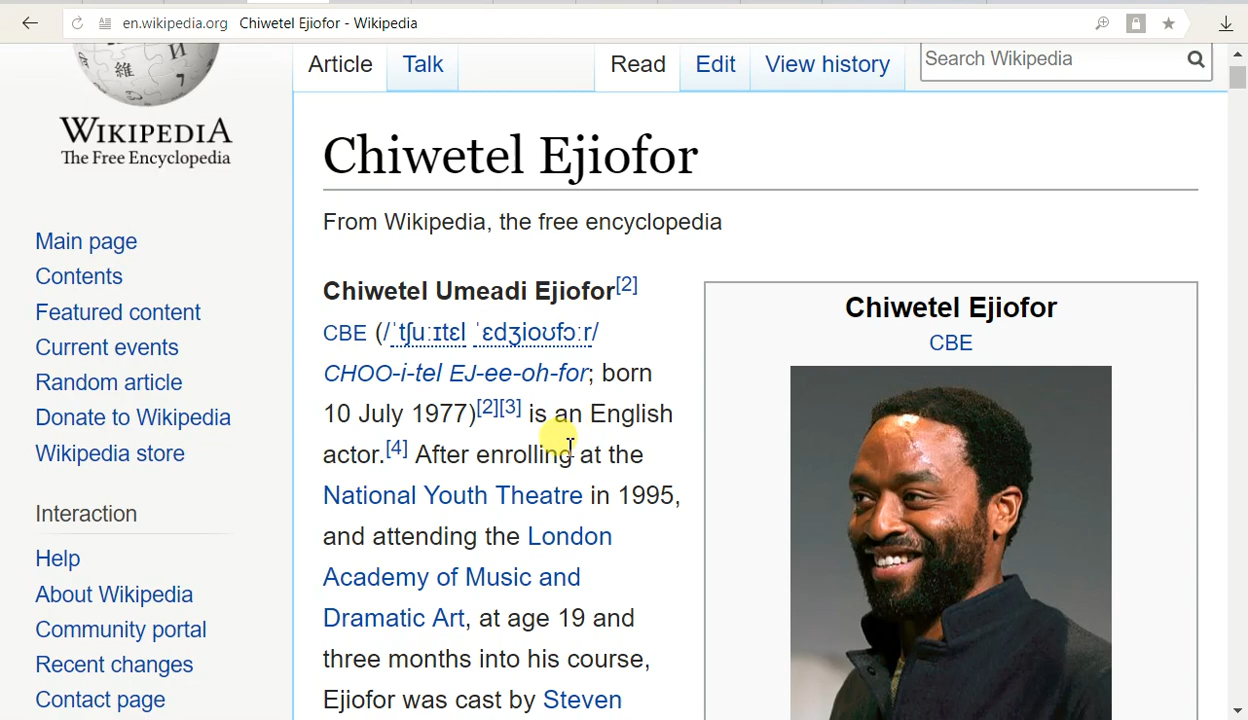 en.wikipedia.org Chiwetel Ejiofor - Wikipedia
Article Talk Read Edit View history Search Wikipedia
維 И 7
WIKIPEDIA
The Free Encyclopedia
Main page
Contents
Featured content
Current events
Random article
Donate to Wikipedia
Wikipedia store
Interaction
Help
About Wikipedia
Community portal
Recent changes
Contact page
Chiwetel Ejiofor
From Wikipedia, the free encyclopedia
Chiwetel Umeadi Ejiofor[2]
CBE (/ˈtʃuːɪtɛl ˈɛdʒioʊfɔːr/
CHOO-i-tel EJ-ee-oh-for; born
10 July 1977)[2][3] is an English
actor.[4] After enrolling at the
National Youth Theatre in 1995,
and attending the London
Academy of Music and
Dramatic Art, at age 19 and
three months into his course,
Ejiofor was cast by Steven
Chiwetel Ejiofor
CBE